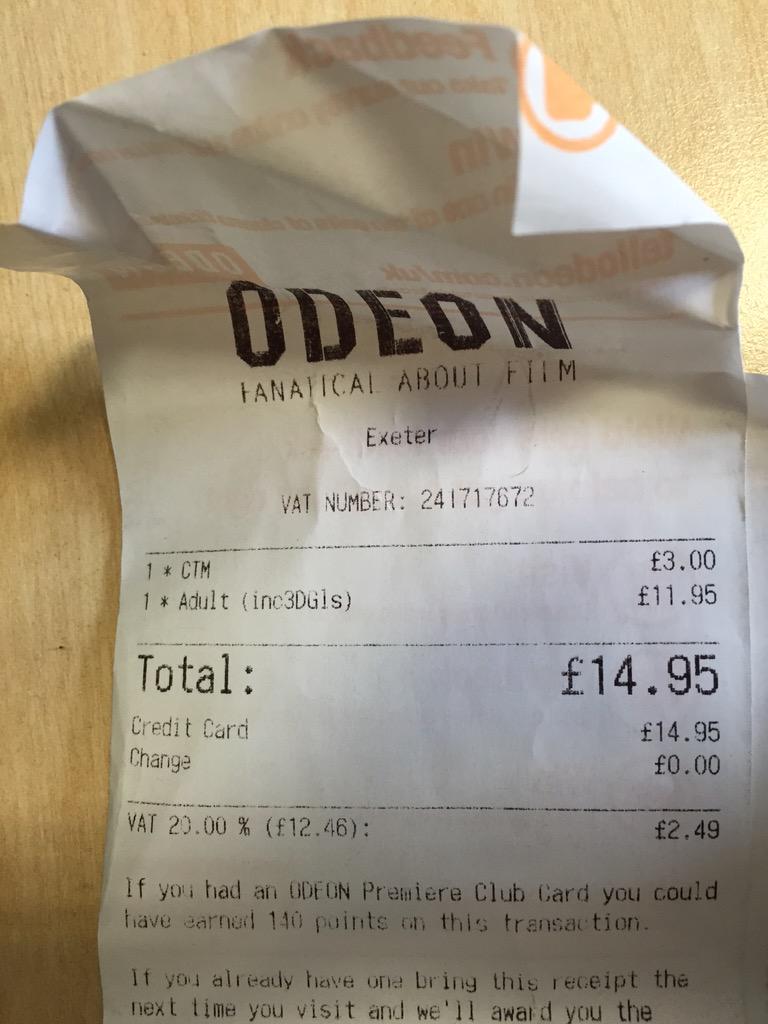 ODEON
FANATICAL ABOUT FILM
Exeter
VAT NUMBER: 241717672
1 * CTM £3.00
1 * Adult (inc3DGls) £11.95
Total: £14.95
Credit Card £14.95
Change £0.00
VAT 20.00 % (£12.46): £2.49
If you had an ODEON Premiere Club Card you could
have earned 140 points on this transaction.
If you already have one bring this receipt the
next time you visit and we'll award you the